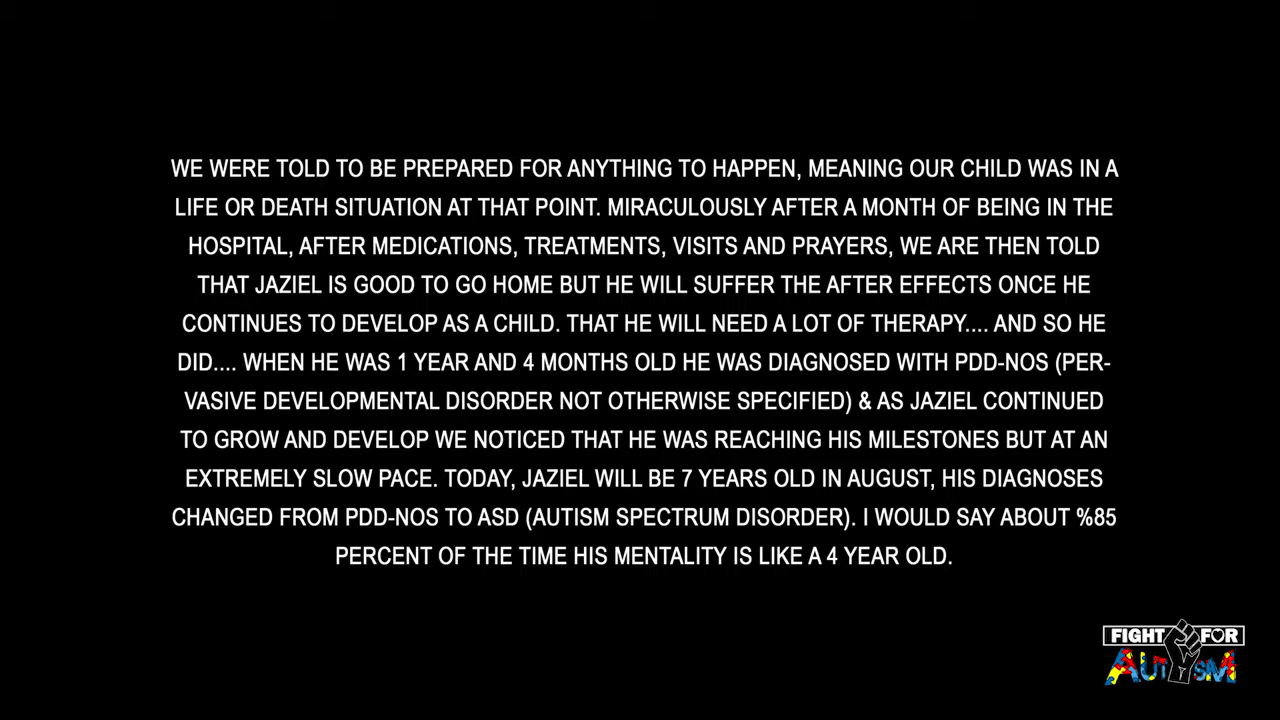 WE WERE TOLD TO BE PREPARED FOR ANYTHING TO HAPPEN, MEANING OUR CHILD WAS IN A
LIFE OR DEATH SITUATION AT THAT POINT. MIRACULOUSLY AFTER A MONTH OF BEING IN THE
HOSPITAL, AFTER MEDICATIONS, TREATMENTS, VISITS AND PRAYERS, WE ARE THEN TOLD
THAT JAZIEL IS GOOD TO GO HOME BUT HE WILL SUFFER THE AFTER EFFECTS ONCE HE
CONTINUES TO DEVELOP AS A CHILD. THAT HE WILL NEED A LOT OF THERAPY.... AND SO HE
DID.... WHEN HE WAS 1 YEAR AND 4 MONTHS OLD HE WAS DIAGNOSED WITH PDD-NOS (PER-
VASIVE DEVELOPMENTAL DISORDER NOT OTHERWISE SPECIFIED) & AS JAZIEL CONTINUED
TO GROW AND DEVELOP WE NOTICED THAT HE WAS REACHING HIS MILESTONES BUT AT AN
EXTREMELY SLOW PACE. TODAY, JAZIEL WILL BE 7 YEARS OLD IN AUGUST, HIS DIAGNOSES
CHANGED FROM PDD-NOS TO ASD (AUTISM SPECTRUM DISORDER). I WOULD SAY ABOUT %85
PERCENT OF THE TIME HIS MENTALITY IS LIKE A 4 YEAR OLD.
FIGHT FOR
AUTISM